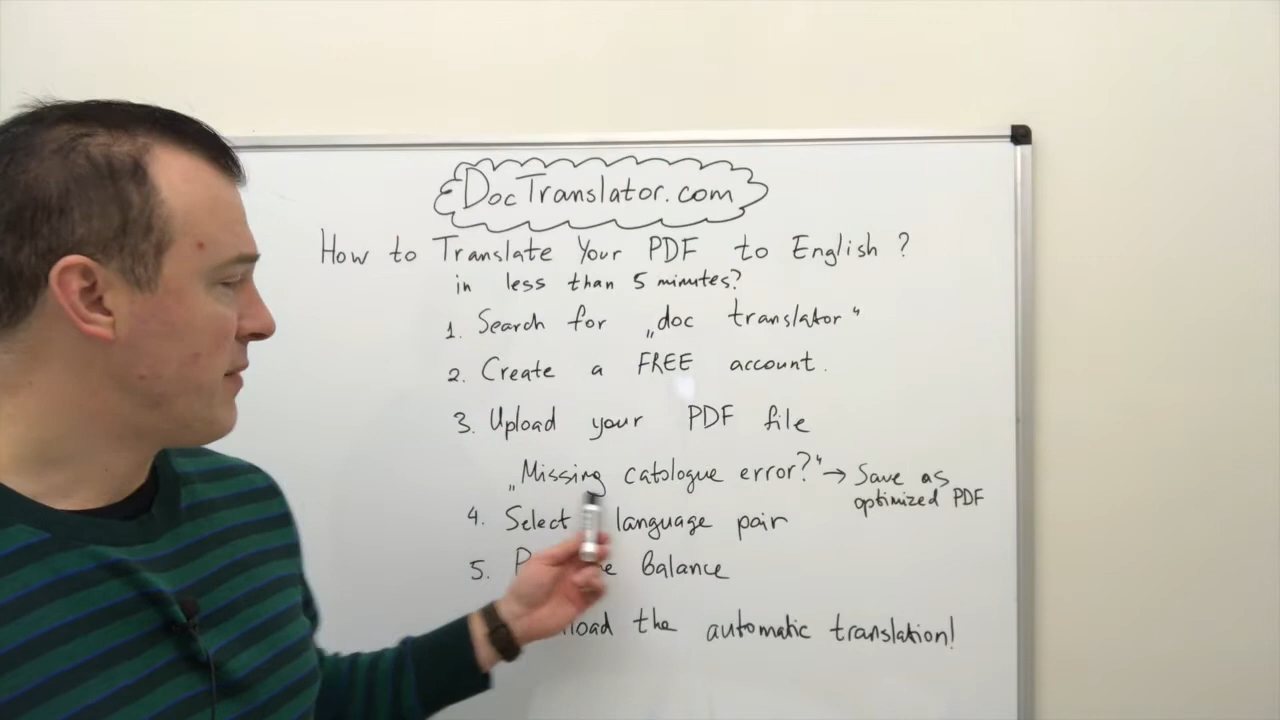 DocTranslator.com
How to Translate Your PDF to English ?
in less than 5 minutes?
1. Search for „doc translator“
2. Create a FREE account.
3. Upload your PDF file
„Missing catologue error?“ → Save as
optimized PDF
4. Select language pair
5. Balance
the automatic translation!